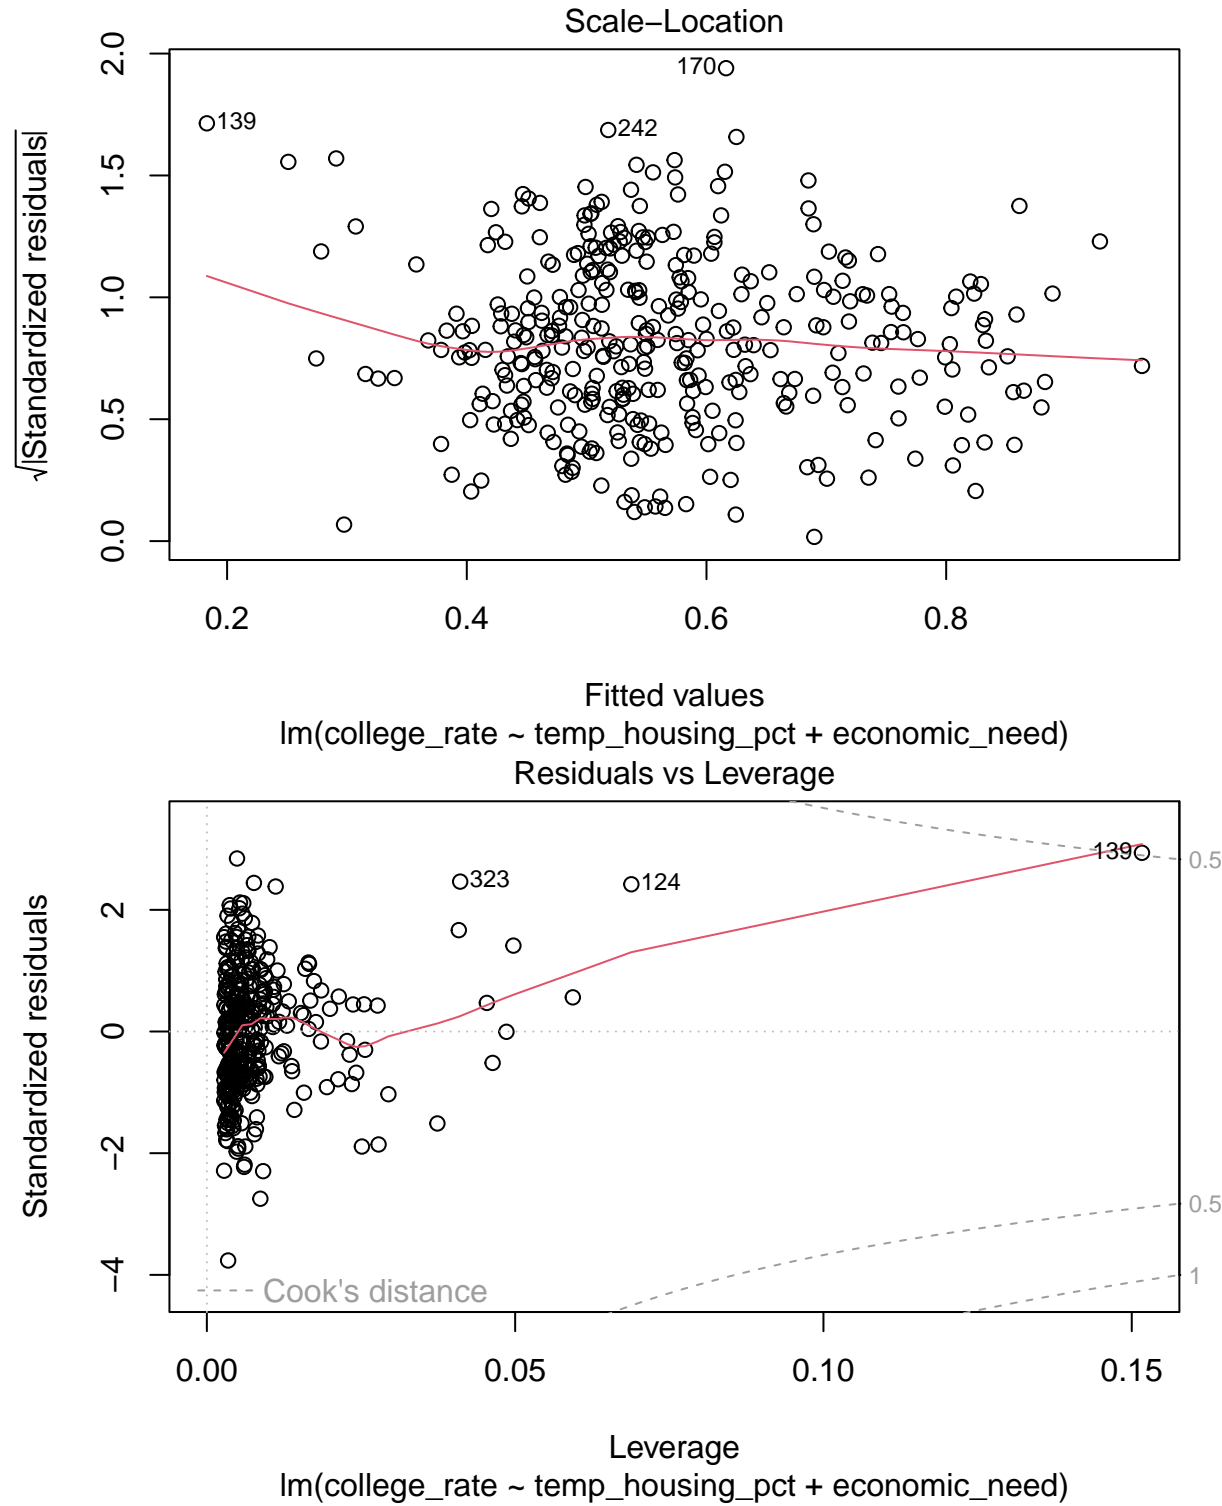 Scale−Location
√|Standardized residuals|
2.0
1.5
1.0
0.5
0.0
170
139
242
0.2 0.4 0.6 0.8
Fitted values
lm(college_rate ~ temp_housing_pct + economic_need)
Residuals vs Leverage
Standardized residuals
2
0
−2
−4
139
0.5
323
124
0.5
1
Cook's distance
0.00 0.05 0.10 0.15
Leverage
lm(college_rate ~ temp_housing_pct + economic_need)